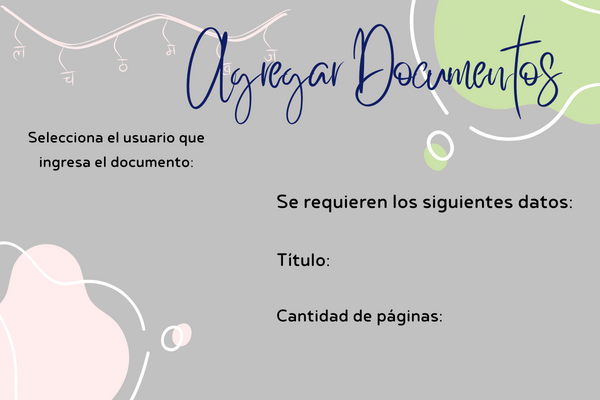 Agregar Documentos
ल
च
ठ
म
ज
Selecciona el usuario que
ingresa el documento:
Se requieren los siguientes datos:
Título:
Cantidad de páginas: